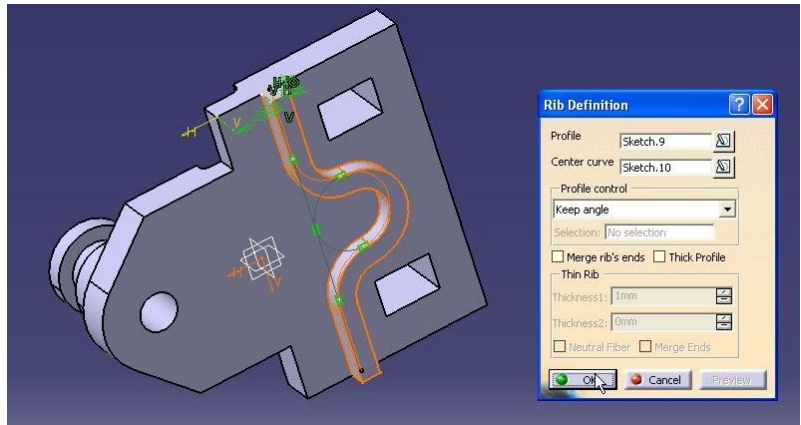 Rib Definition
Profile Sketch.9
Center curve Sketch.10
Profile control
Keep angle
Selection: No selection
Merge rib's ends Thick Profile
Thin Rib
Thickness1: 1mm
Thickness2: 0mm
Neutral Fiber Merge Ends
OK Cancel Preview
H
V
V
H
V
H
V